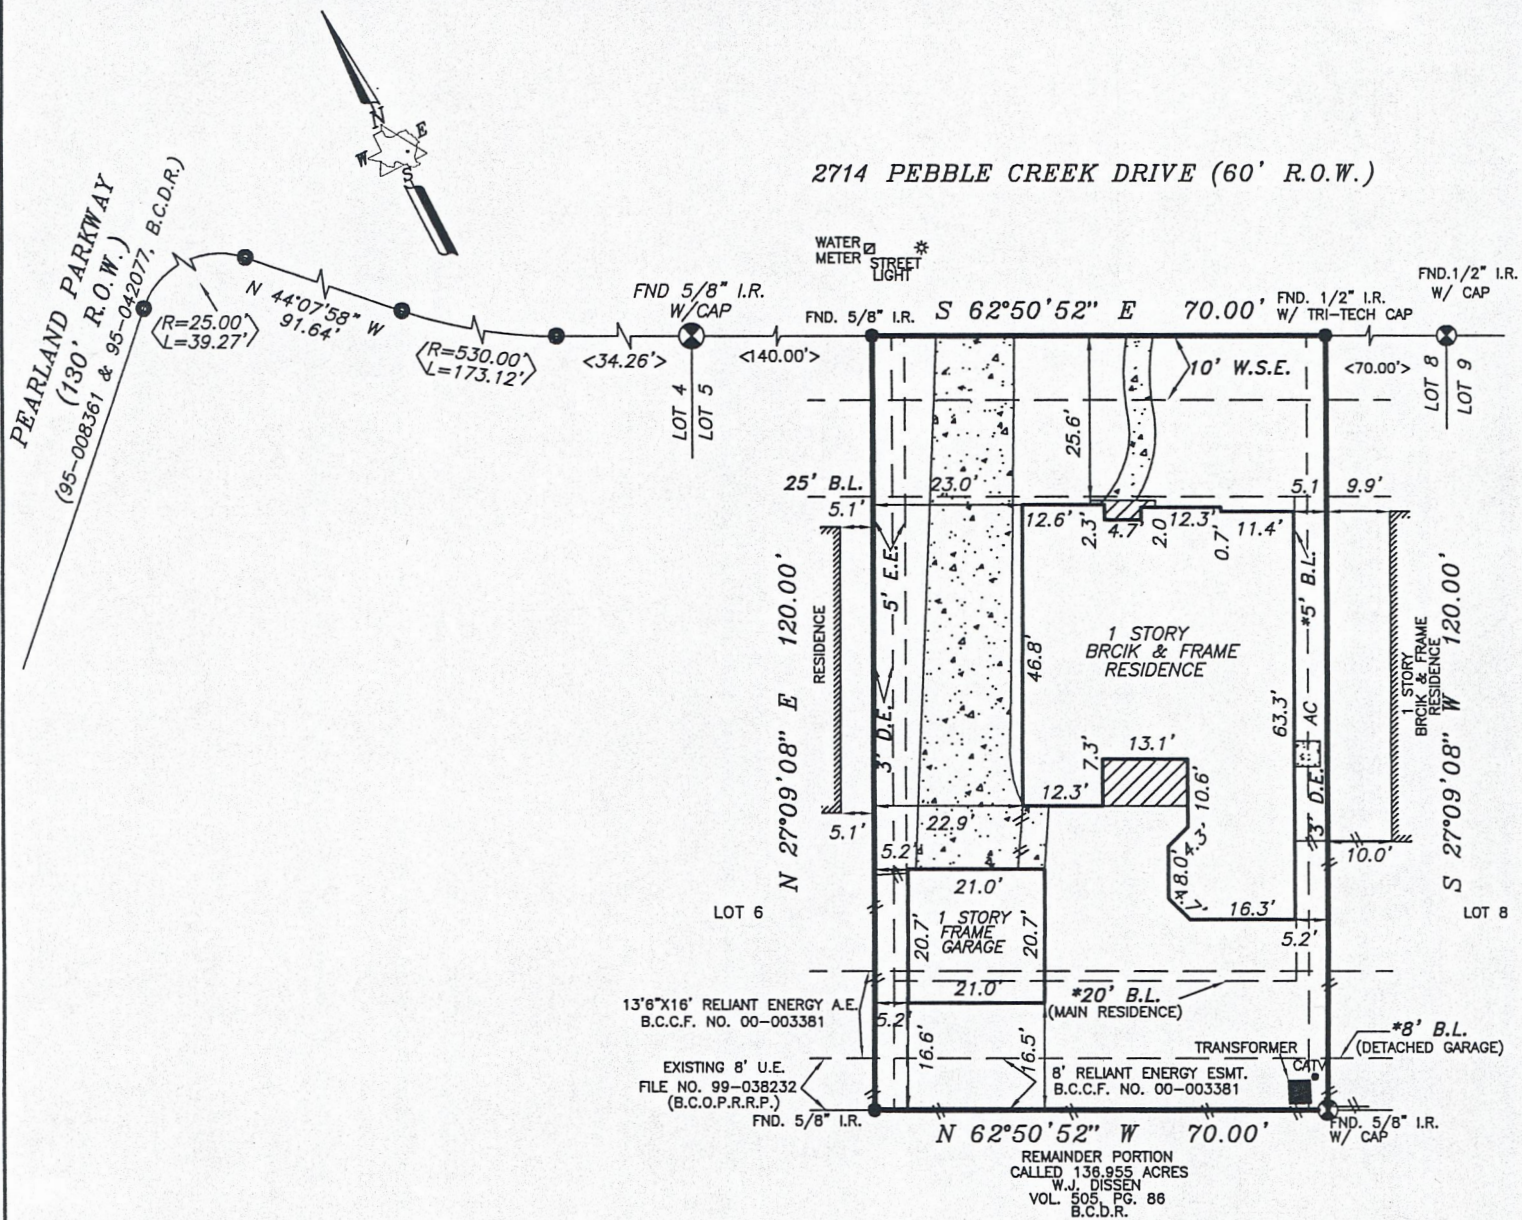 N
E
W
S
2714 PEBBLE CREEK DRIVE (60' R.O.W.)
PEARLAND PARKWAY
(130' R.O.W.)
(95-008361 & 95-042077, B.C.D.R.)
(R=25.00'
L=39.27')
N 44°07'58" W
91.64'
(R=530.00'
L=173.12')
<34.26'>
FND 5/8" I.R.
W/CAP
<140.00'>
LOT 4
LOT 5
WATER
METER
STREET
LIGHT
FND. 5/8" I.R.
S 62°50'52" E 70.00'
FND. 1/2" I.R.
W/ TRI-TECH CAP
FND.1/2" I.R.
W/ CAP
<70.00'>
LOT 8
LOT 9
10' W.S.E.
25.6'
25' B.L.
23.0'
5.1
9.9'
5.1'
12.6'
2.3'
4.7'
2.0
12.3'
0.7'
11.4'
5' E.E.
*5' B.L.
N 27°09'08" E 120.00'
RESIDENCE
46.8'
1 STORY
BRCIK & FRAME
RESIDENCE
63.3'
AC
1 STORY
BRCIK & FRAME
RESIDENCE
S 27°09'08" W 120.00'
3' D.E.
13.1'
7.3'
10.6'
12.3'
3' D.E.
5.1'
22.9'
4.3'
10.0'
5.2'
8.0'
4.7'
21.0'
16.3'
LOT 6
LOT 8
1 STORY
FRAME
GARAGE
20.7'
20.7'
5.2'
21.0'
*20' B.L.
(MAIN RESIDENCE)
13'6"X16' RELIANT ENERGY A.E.
B.C.C.F. NO. 00-003381
5.2'
16.6'
16.5'
*8' B.L.
(DETACHED GARAGE)
TRANSFORMER
CATV
EXISTING 8' U.E.
FILE NO. 99-038232
(B.C.O.P.R.R.P.)
8' RELIANT ENERGY ESMT.
B.C.C.F. NO. 00-003381
FND. 5/8" I.R.
N 62°50'52" W 70.00'
FND. 5/8" I.R.
W/ CAP
REMAINDER PORTION
CALLED 136.955 ACRES
W.J. DISSEN
VOL. 505, PG. 86
B.C.D.R.